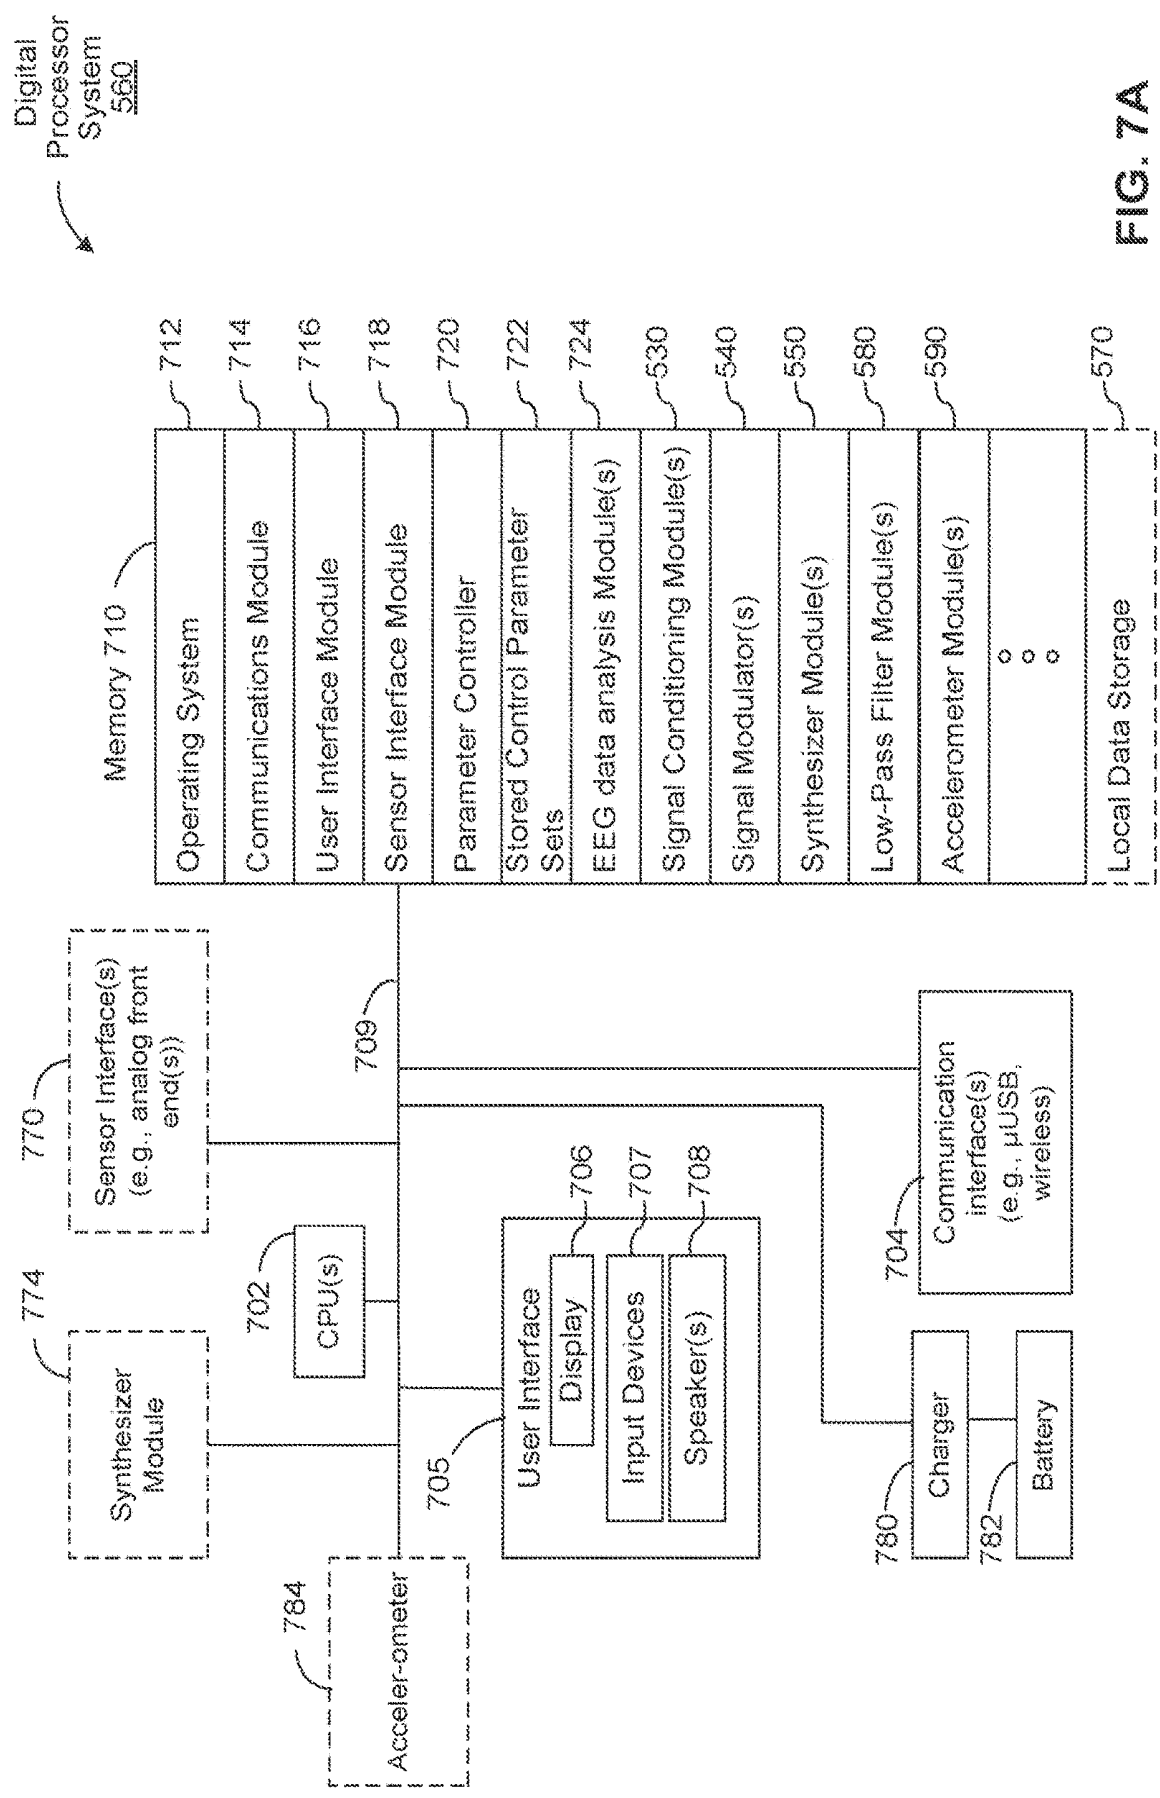 Digital
Processor
System
560
774
Synthesizer
Module
770
Sensor Interface(s)
(e.g., analog front
end(s))
784
Acceler-ometer
702
CPU(s)
709
705
User Interface
Display
706
Input Devices
707
Speaker(s)
708
780
Charger
782
Battery
704
Communication
interface(s)
(e.g., µUSB,
wireless)
Memory 710
Operating System
712
Communications Module
714
User Interface Module
716
Sensor Interface Module
718
Parameter Controller
720
Stored Control Parameter
Sets
722
EEG data analysis Module(s)
724
Signal Conditioning Module(s)
530
Signal Modulator(s)
540
Synthesizer Module(s)
550
Low-Pass Filter Module(s)
580
Accelerometer Module(s)
590
Local Data Storage
570
FIG. 7A